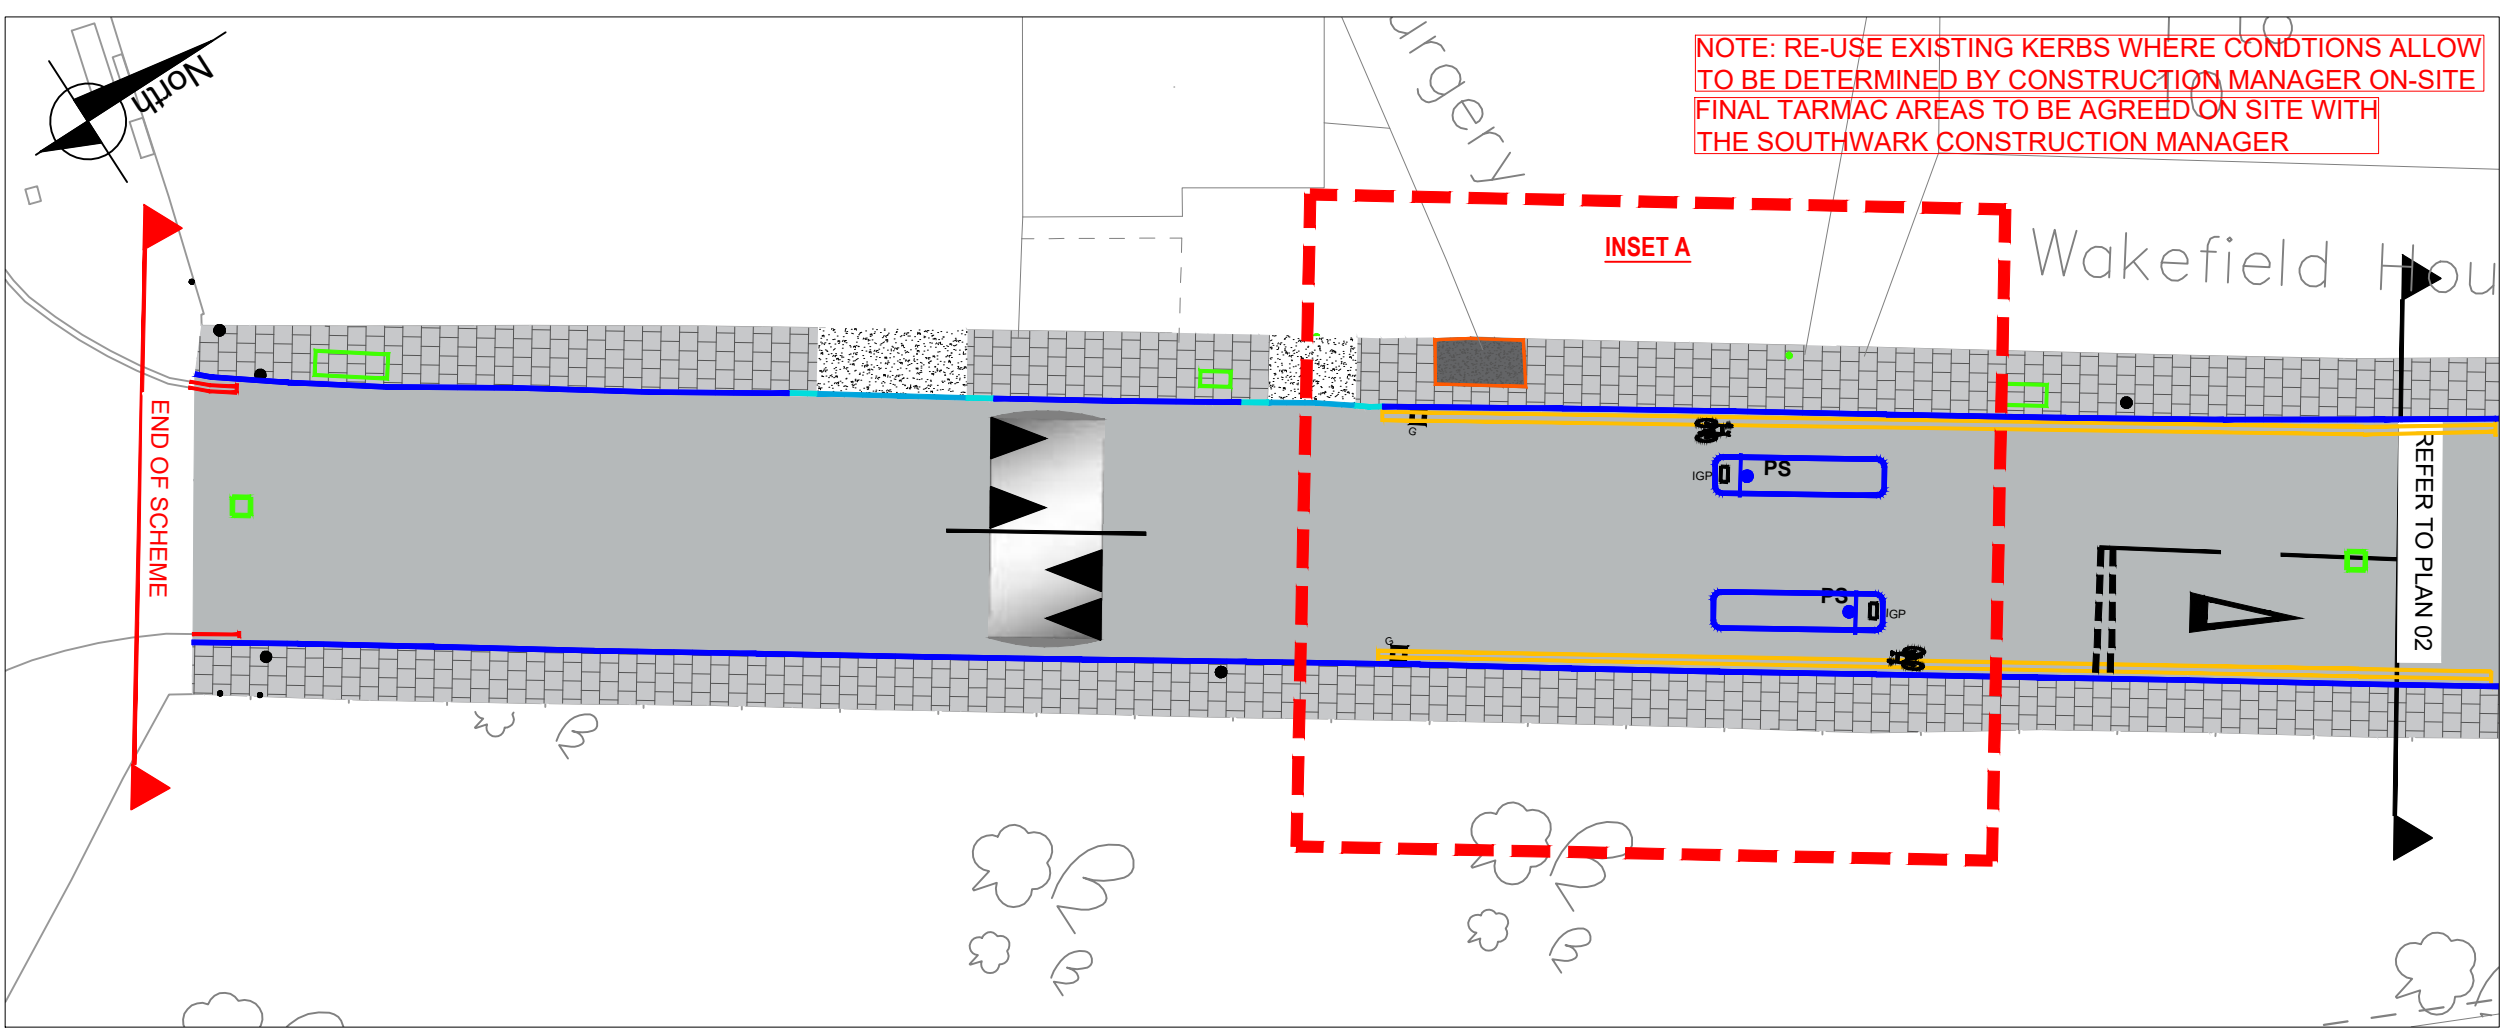 North
urgery
NOTE: RE-USE EXISTING KERBS WHERE CONDTIONS ALLOW
TO BE DETERMINED BY CONSTRUCTION MANAGER ON-SITE
FINAL TARMAC AREAS TO BE AGREED ON SITE WITH
THE SOUTHWARK CONSTRUCTION MANAGER
INSET A
Wakefield Hou
END OF SCHEME
G
IGP
PS
PS
IGP
G
REFER TO PLAN 02